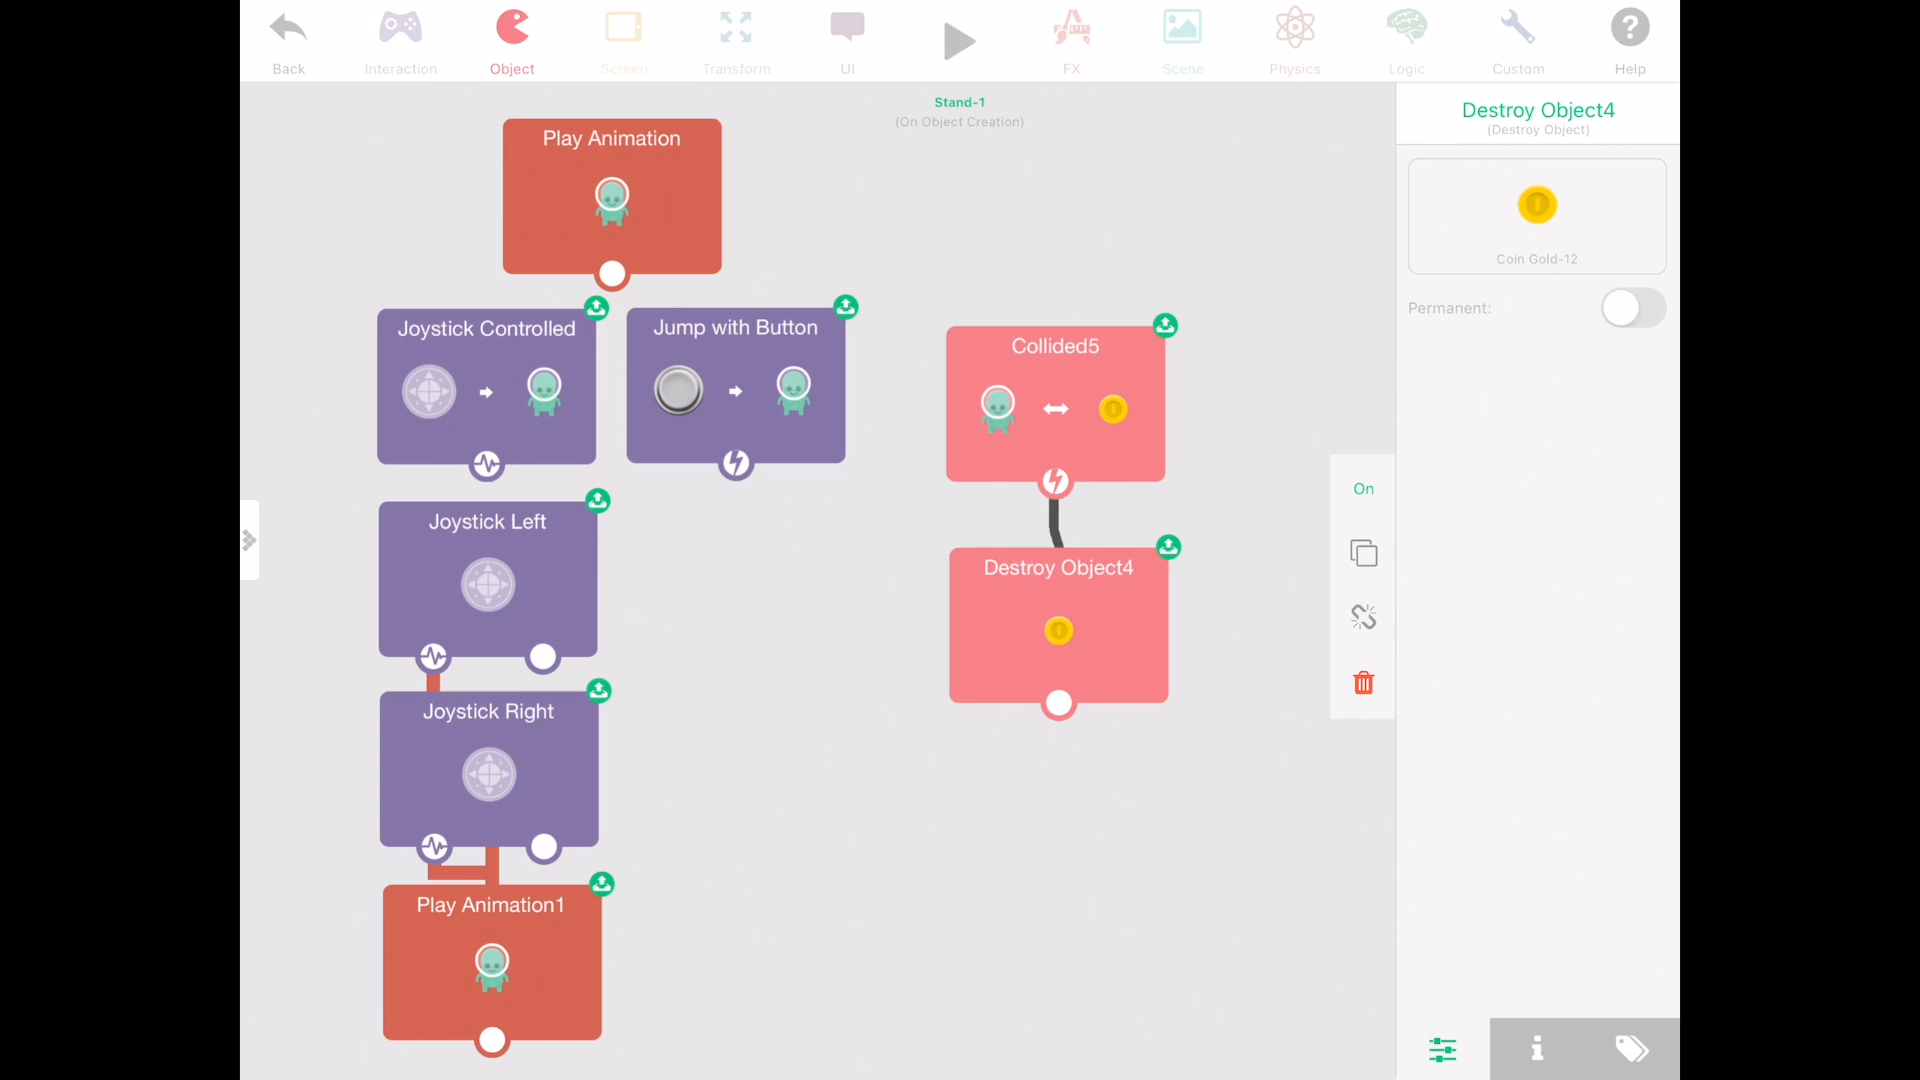 Back
Interaction
Object
Screen
Transform
UI
FX
Scene
Physics
Logic
Custom
Help
Stand-1
(On Object Creation)
Play Animation
Joystick Controlled
Jump with Button
Collided5
Joystick Left
Destroy Object4
Joystick Right
Play Animation1
Destroy Object4
(Destroy Object)
Coin Gold-12
Permanent:
On